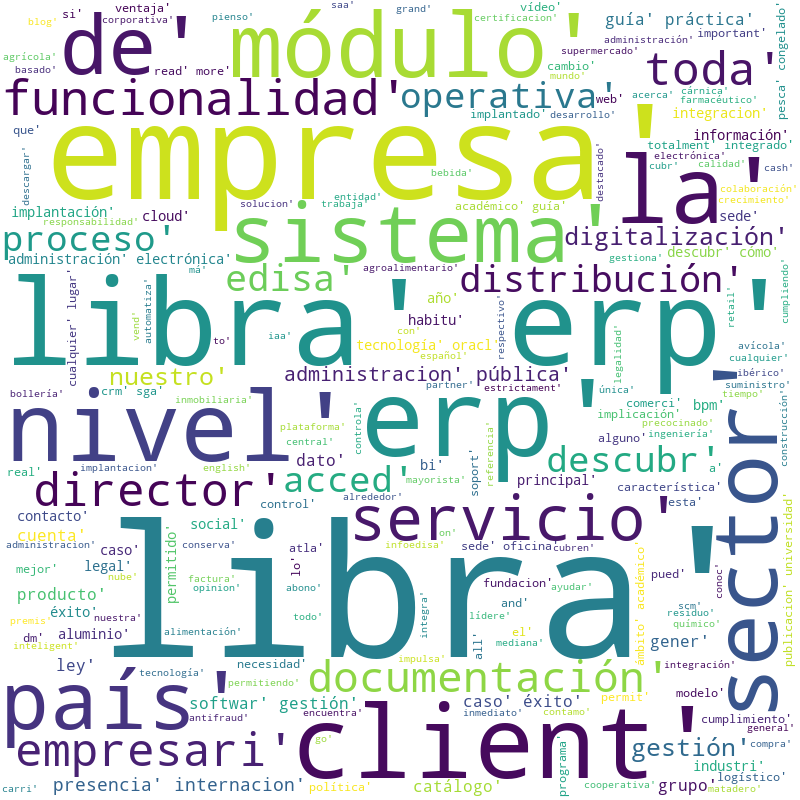 si'
ventaja'
pienso'
saa'
grand'
vídeo'
guía' práctica'
important'
blog'
corporativa'
certificacion'
de'
módulo'
supermercado'
administración'
agrícola'
basado'
read' more'
cambio'
mundo'
toda'
pesca' congelado'
funcionalidad'
operativa'
web'
acerca'
cárnica'
farmacéutico'
implantado'
desarrollo'
integracion'
que'
empresa'
la'
información'
totalment' integrado'
descargar'
destacado'
electrónica'
cubr'
calidad'
cash'
bebida'
entidad'
trabaja'
colaboración'
crecimiento'
implantación'
cloud'
solucion'
académico' guía'
sede'
responsabilidad'
proceso'
sistema'
digitalización'
administración' electrónica'
descubr' cómo'
má'
edisa'
agroalimentario'
distribución'
gestiona'
cualquier' lugar'
automatiza'
vend'
libra'
erp'
año'
habitu'
respectivo'
retail'
cumpliendo'
to'
iaa'
con'
tecnología' oracl'
español'
legalidad'
avícola'
cualquier'
nuestro'
administracion' pública'
ibérico'
suministro'
bollería'
crm' sga'
inmobiliaria'
partner'
estrictament'
única'
tiempo'
nivel'
erp'
comerci'
bpm'
implicación'
precocinado'
construcción'
plataforma'
controla'
referencia'
central'
alguno'
ingeniería'
real'
implantacion'
english'
dato'
bi'
descubr'
a'
mayorista'
soport'
principal'
característica'
director'
acced'
alrededor'
control'
esta'
sector'
contacto'
social'
servicio'
cuenta'
permitido'
administracion'
conserva'
atla'
infoedisa'
on'
sede' oficina'
cubren'
caso'
lo'
libra'
mejor'
legal'
nube'
factura'
opinion'
abono'
integra'
fundacion'
pued'
conoc'
publicacion' universidad'
producto'
nuestra'
ayudar'
scm'
premis'
lídere'
and'
residuo'
éxito'
todo'
químico'
inteligent'
dm'
aluminio'
alimentación'
el'
mediana'
ámbito' académico'
all'
gener'
ley'
tecnología'
necesidad'
impulsa'
integración'
país'
permitiendo'
documentación'
softwar' gestión'
caso' éxito'
permit'
modelo'
antifraud'
encuentra'
inmediato'
contamo'
cumplimiento'
general'
empresari'
client'
go'
gestión'
compra'
programa'
industri'
logístico'
carri'
presencia' internacion'
política'
catálogo'
cooperativa'
grupo'
matadero'